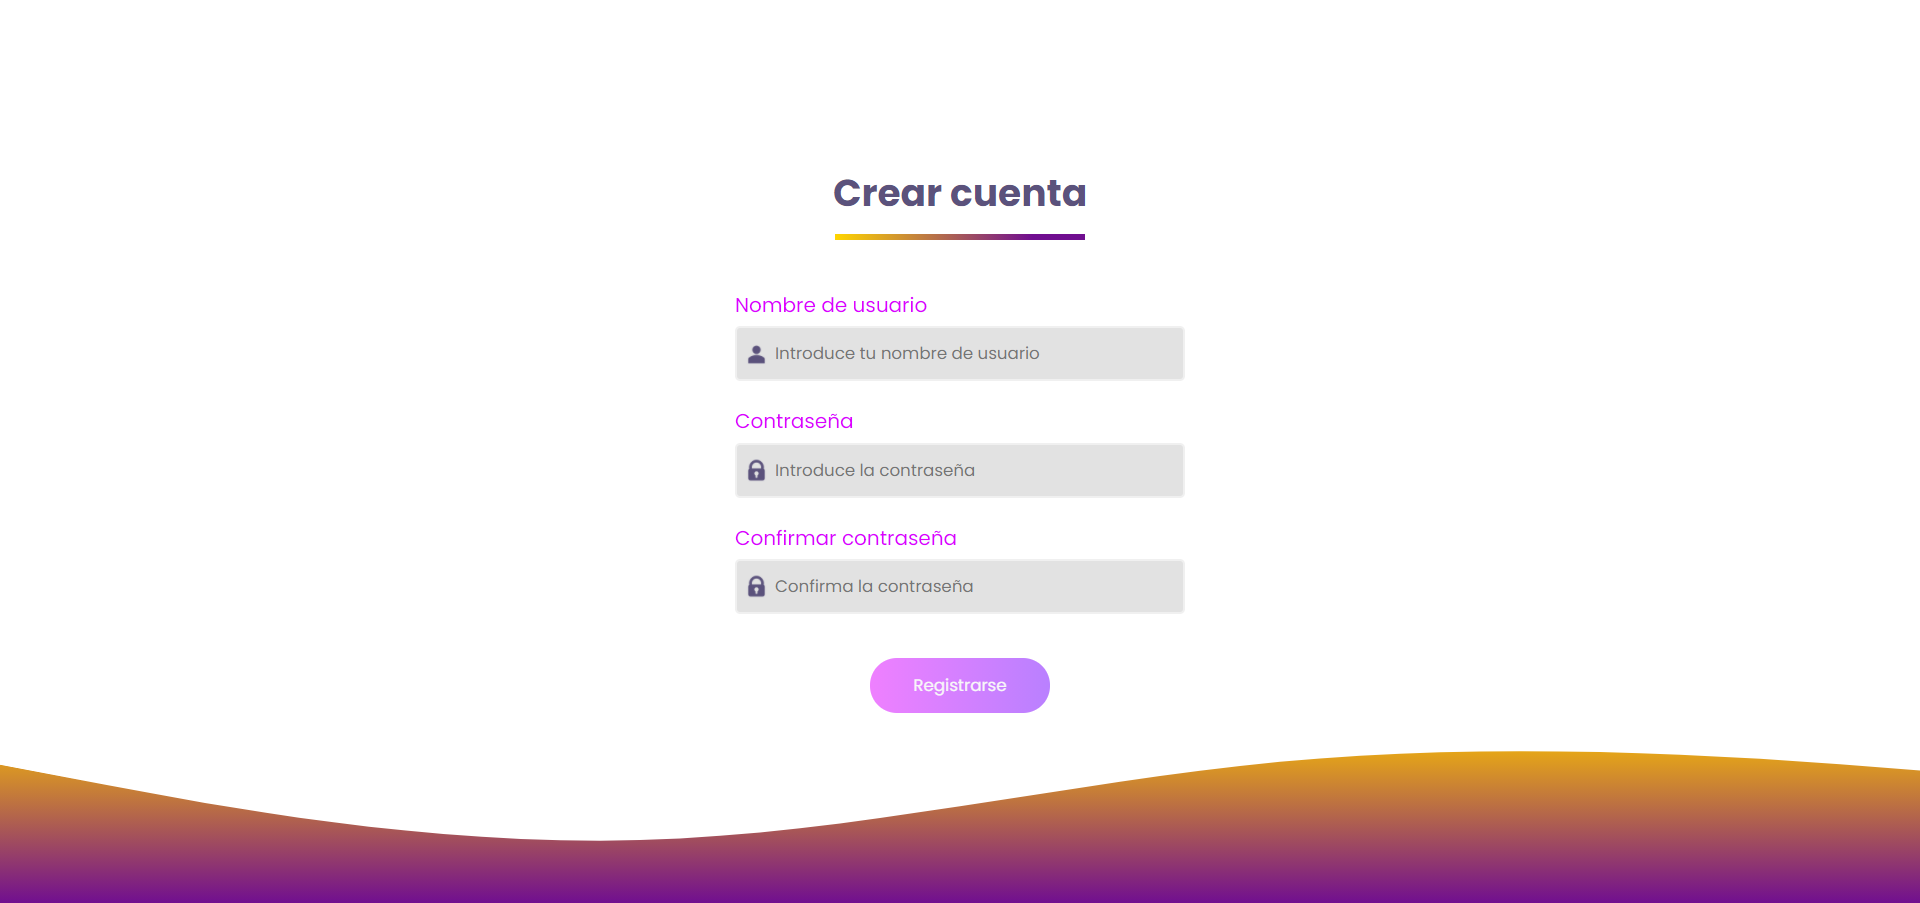 Crear cuenta
Nombre de usuario
Introduce tu nombre de usuario
Contraseña
Introduce la contraseña
Confirmar contraseña
Confirma la contraseña
Registrarse